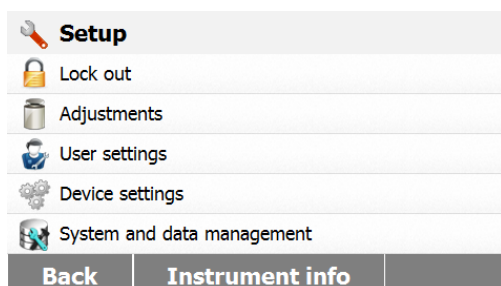 Setup
Lock out
Adjustments
User settings
Device settings
System and data management
Back Instrument info